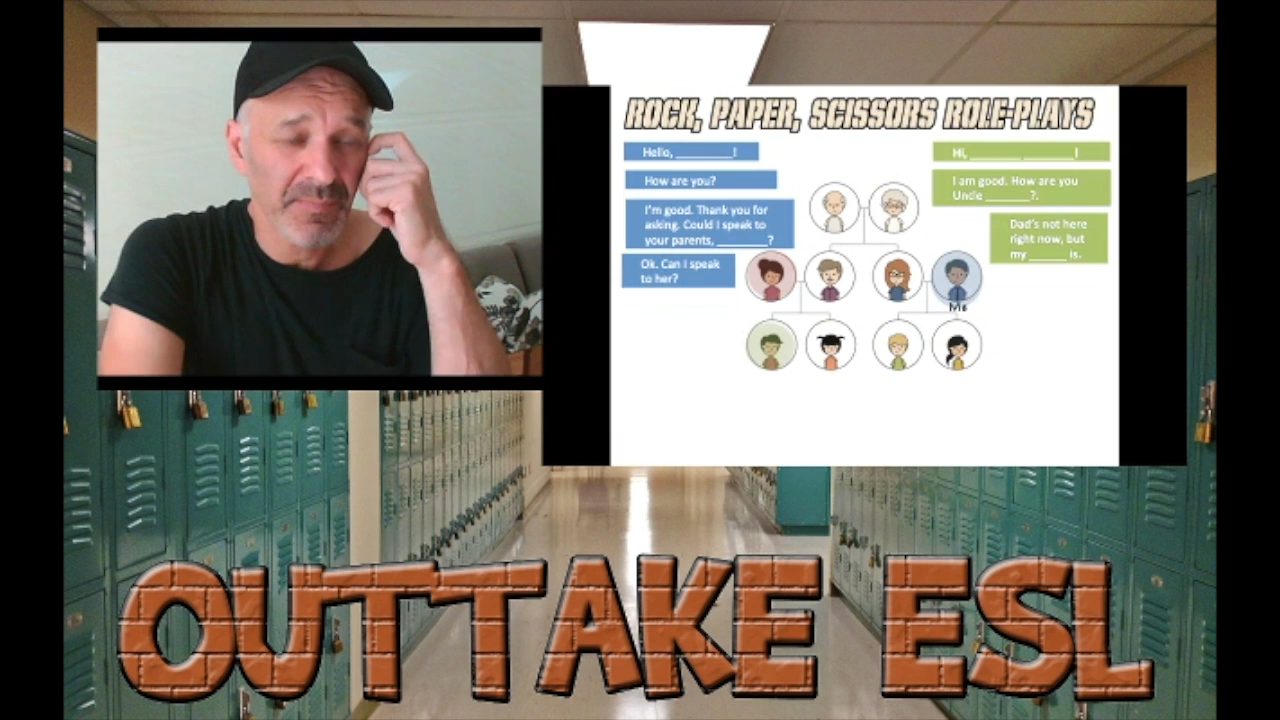 ROCK, PAPER, SCISSORS ROLE-PLAYS
Hello, _________!
How are you?
I'm good. Thank you for
asking. Could I speak to
your parents, ________?
Ok. Can I speak
to her?
Hi, ________ ________!
I am good. How are you
Uncle _______?.
Dad's not here
right now, but
my ______ is.
Me
OUTTAKE ESL